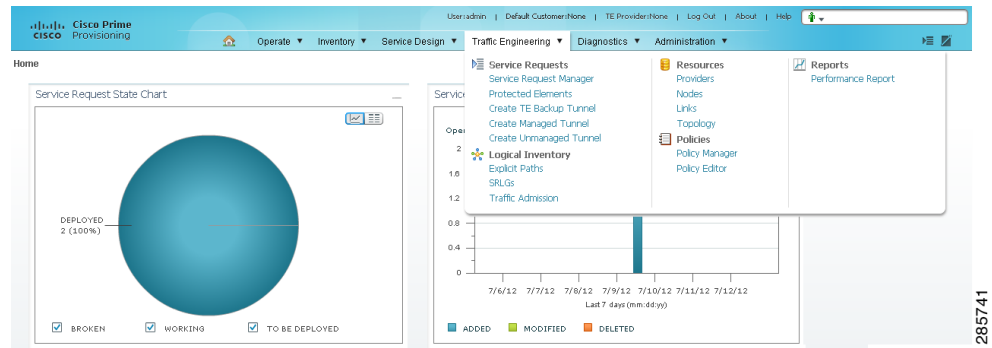 User:admin | Default Customer:None | TE Provider:None | Log Out | About | Help
cisco Cisco Prime
Provisioning
Operate ▼ Inventory ▼ Service Design ▼ Traffic Engineering ▼ Diagnostics ▼ Administration ▼
Home
Service Requests
Service Request Manager
Protected Elements
Create TE Backup Tunnel
Create Managed Tunnel
Create Unmanaged Tunnel
Logical Inventory
Explicit Paths
SRLGs
Traffic Admission
Resources
Providers
Nodes
Links
Topology
Policies
Policy Manager
Policy Editor
Reports
Performance Report
Service Request State Chart
DEPLOYED
2 (100%)
BROKEN WORKING TO BE DEPLOYED
Servic
Oper
2
1.6
1.2
0.8
0.4
0
7/6/12 7/7/12 7/8/12 7/9/12 7/10/12 7/11/12 7/12/12
Last 7 days (mm:dd:yy)
ADDED MODIFIED DELETED
285741